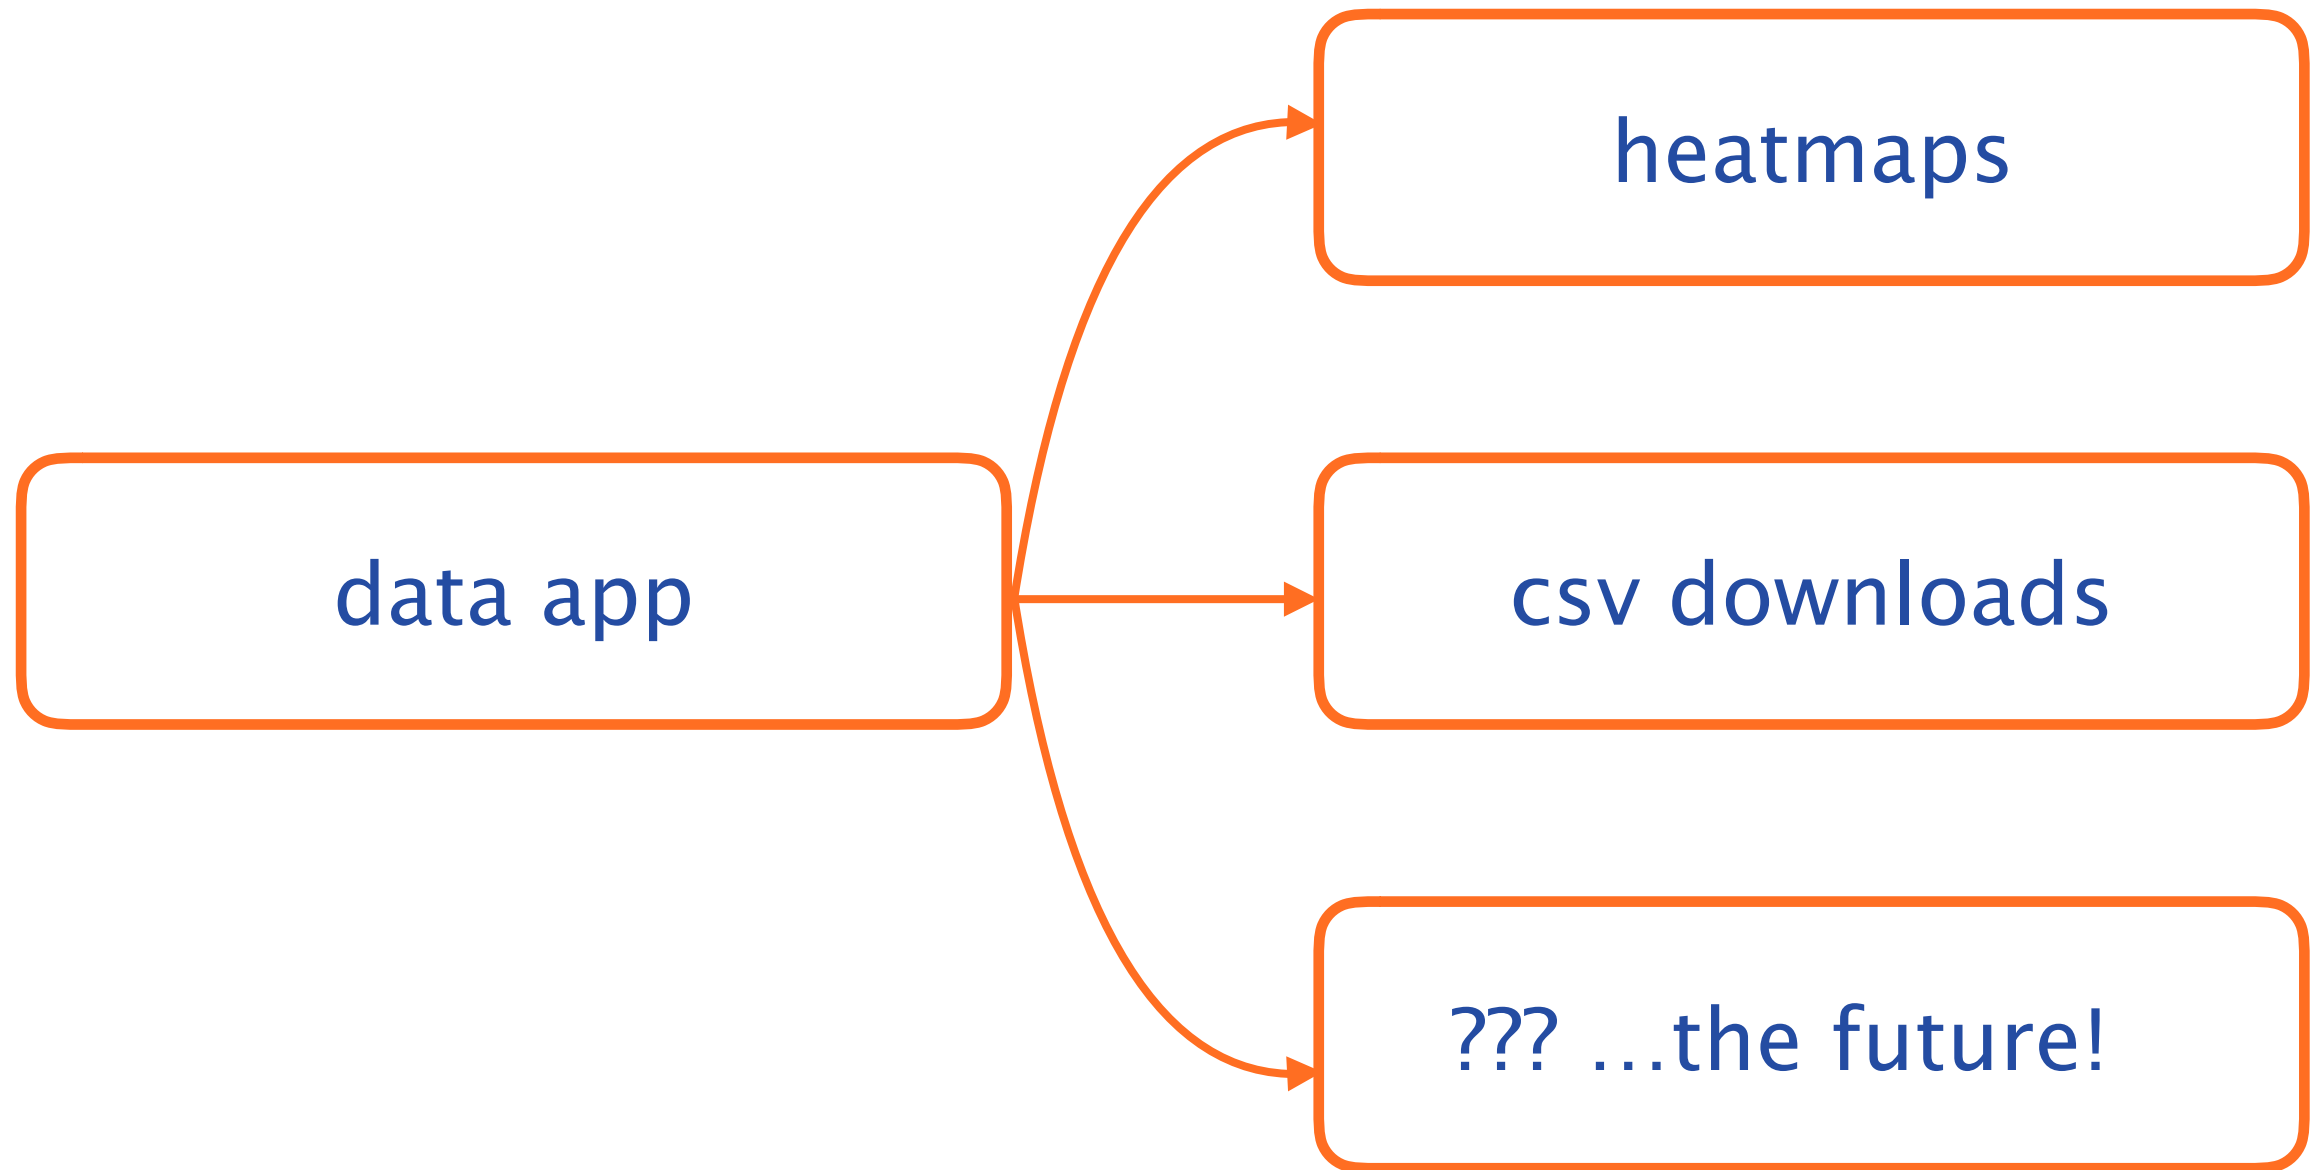 heatmaps
data app
csv downloads
??? …the future!